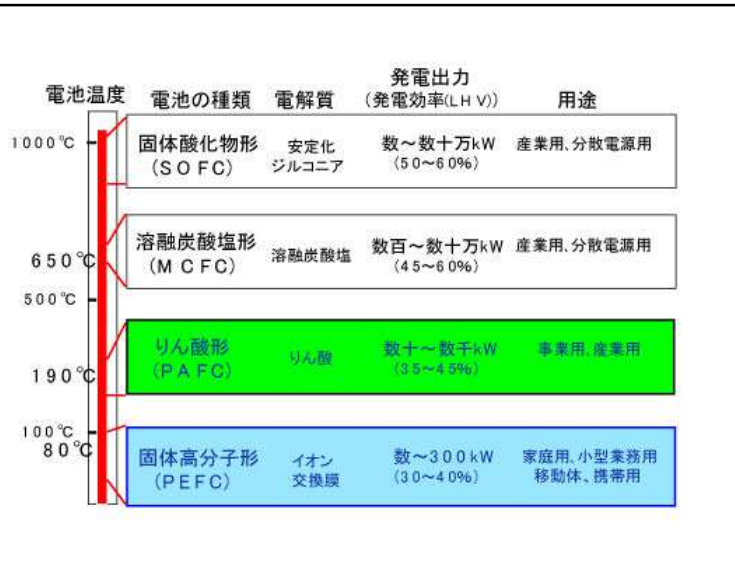 電池温度 電池の種類 電解質 発電出力 用途
(発電効率(LHV))
1000℃
固体酸化物形 安定化 数～数十万kW 産業用、分散電源用
(SOFC) ジルコニア (50～60%)
溶融炭酸塩形 溶融炭酸塩 数百～数十万kW 産業用、分散電源用
650℃ (MCFC) (45～60%)
500℃
りん酸形 りん酸 数十～数千kW 事業用、産業用
190℃ (PAFC) (35～45%)
100℃
80℃
固体高分子形 イオン 数～300kW 家庭用、小型業務用
(PEFC) 交換膜 (30～40%) 移動体、携帯用